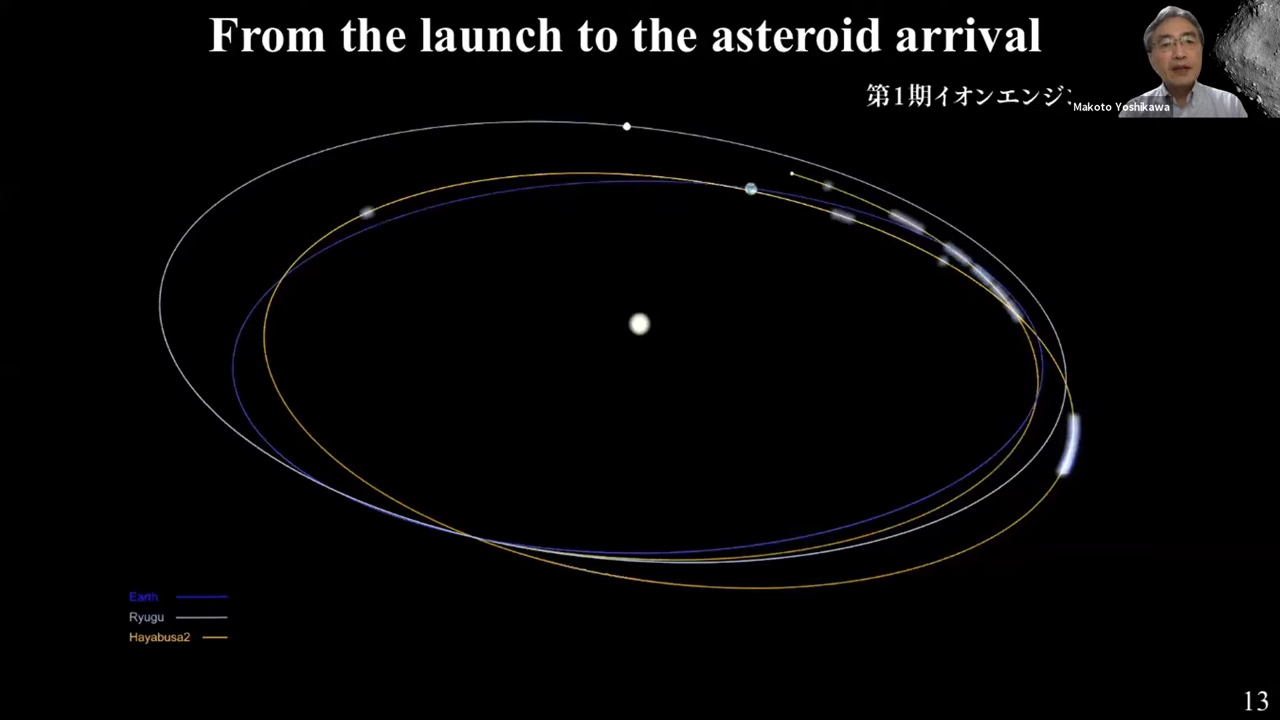 From the launch to the asteroid arrival
第1期イオンエンジン
Makoto Yoshikawa
Earth
Ryugu
Hayabusa2
13